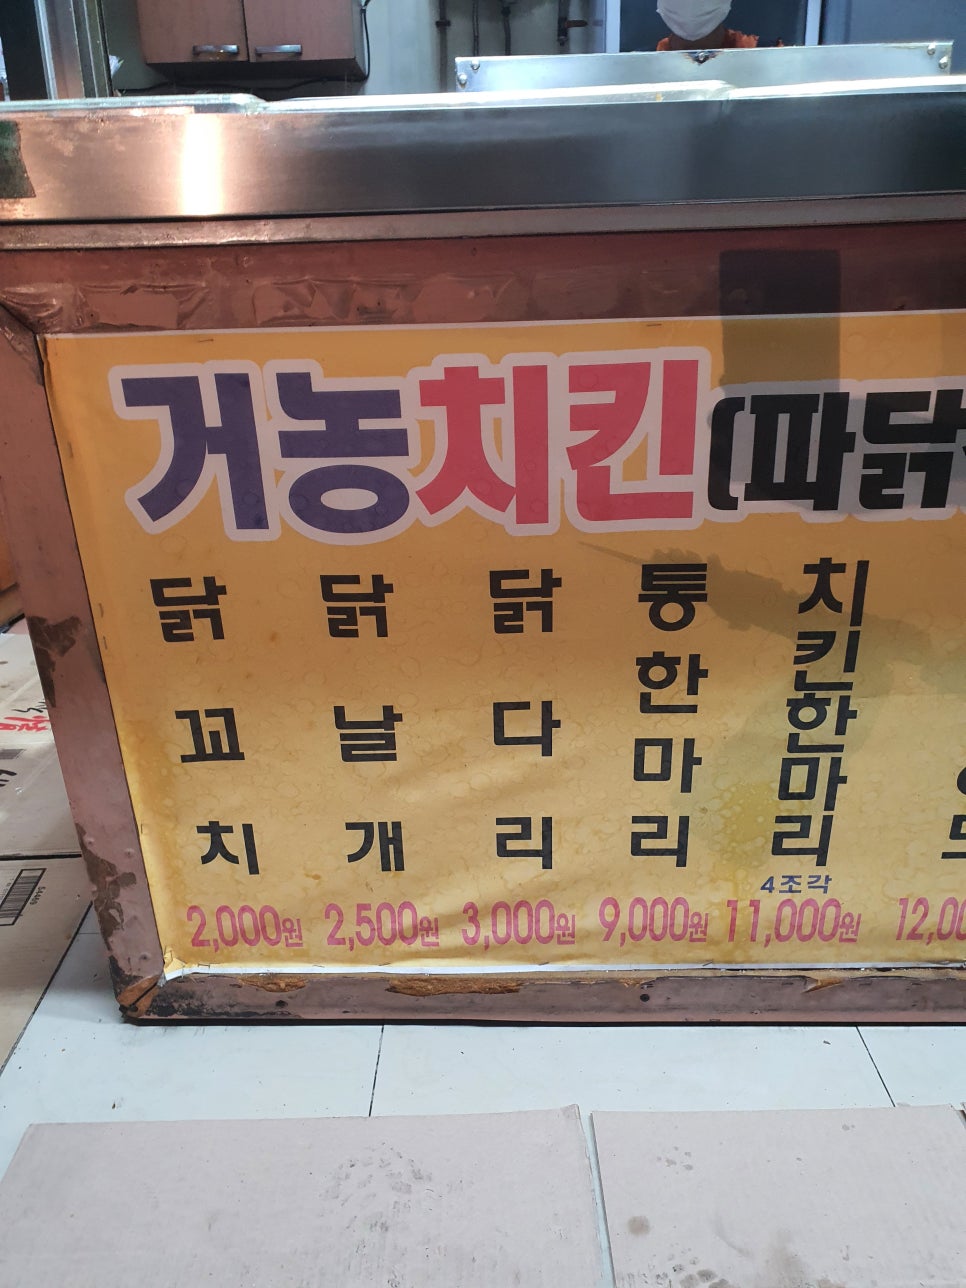 거농치킨(파닭
닭꼬치
닭날개
닭다리
통한마리
치킨한마리
4조각
2,000원 2,500원 3,000원 9,000원 11,000원